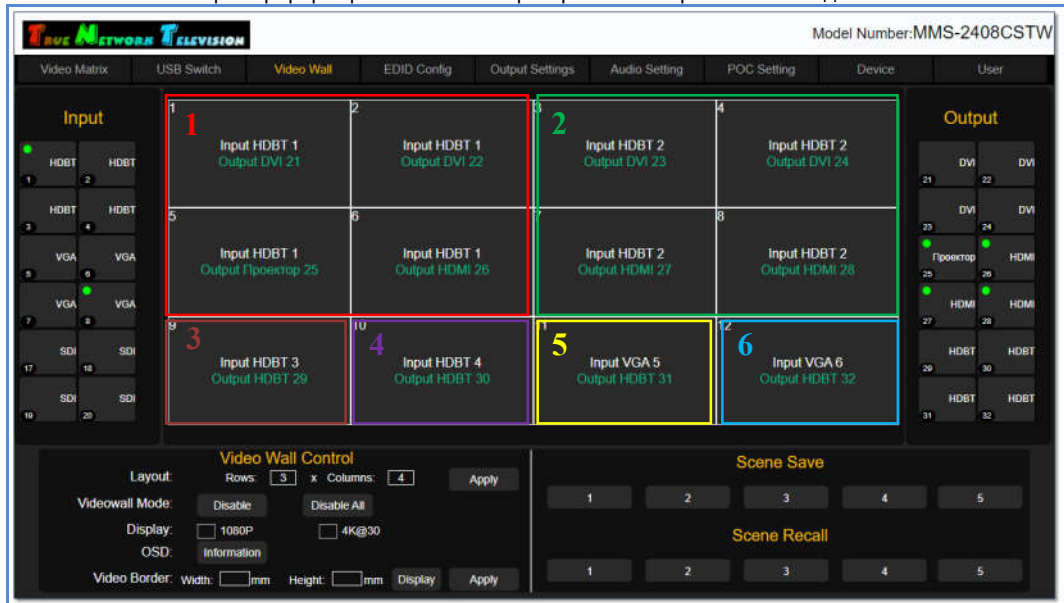 TRUE NETWORK TELEVISION
Model Number:MMS-2408CSTW
Video Matrix USB Switch Video Wall EDID Config Output Settings Audio Setting POC Setting Device User
Input
HDBT HDBT
1 2
HDBT HDBT
3 4
VGA VGA
5 6
VGA VGA
7 8
SDI SDI
17 18
SDI SDI
19 20
1 1
Input HDBT 1
Output DVI 21
2
Input HDBT 1
Output DVI 22
3 2
Input HDBT 2
Output DVI 23
4
Input HDBT 2
Output DVI 24
5
Input HDBT 1
Output Проектор 25
6
Input HDBT 1
Output HDMI 26
7
Input HDBT 2
Output HDMI 27
8
Input HDBT 2
Output HDMI 28
9 3
Input HDBT 3
Output HDBT 29
10 4
Input HDBT 4
Output HDBT 30
11 5
Input VGA 5
Output HDBT 31
12 6
Input VGA 6
Output HDBT 32
Output
DVI DVI
21 22
DVI DVI
23 24
Проектор HDMI
25 26
HDMI HDMI
27 28
HDBT HDBT
29 30
HDBT HDBT
31 32
Video Wall Control
Layout: Rows: 3 x Columns: 4 Apply
Videowall Mode: Disable Disable All
Display: 1080P 4K@30
OSD: Information
Video Border: Width: mm Height: mm Display Apply
Scene Save
1 2 3 4 5
Scene Recall
1 2 3 4 5